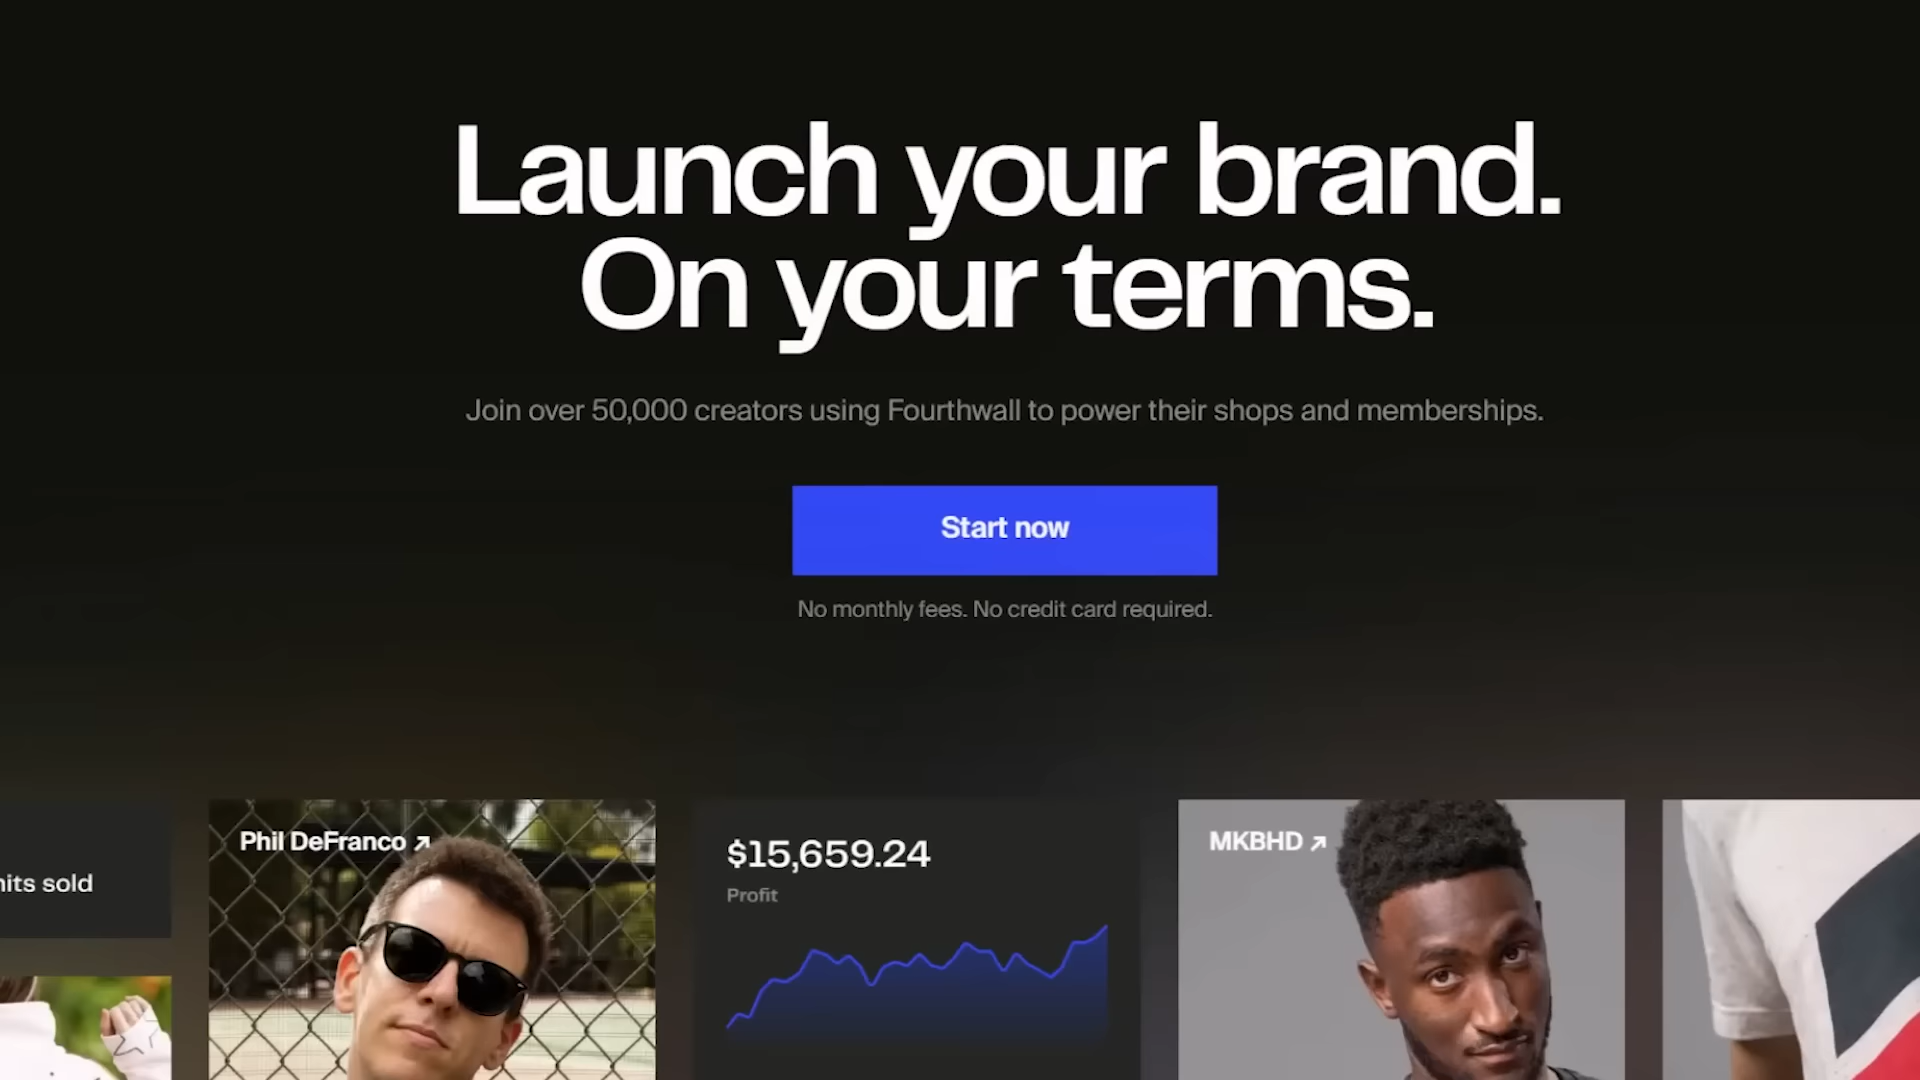 Launch your brand.
On your terms.
Join over 50,000 creators using Fourthwall to power their shops and memberships.
Start now
No monthly fees. No credit card required.
sold
Phil DeFranco ↗
$15,659.24
Profit
MKBHD ↗